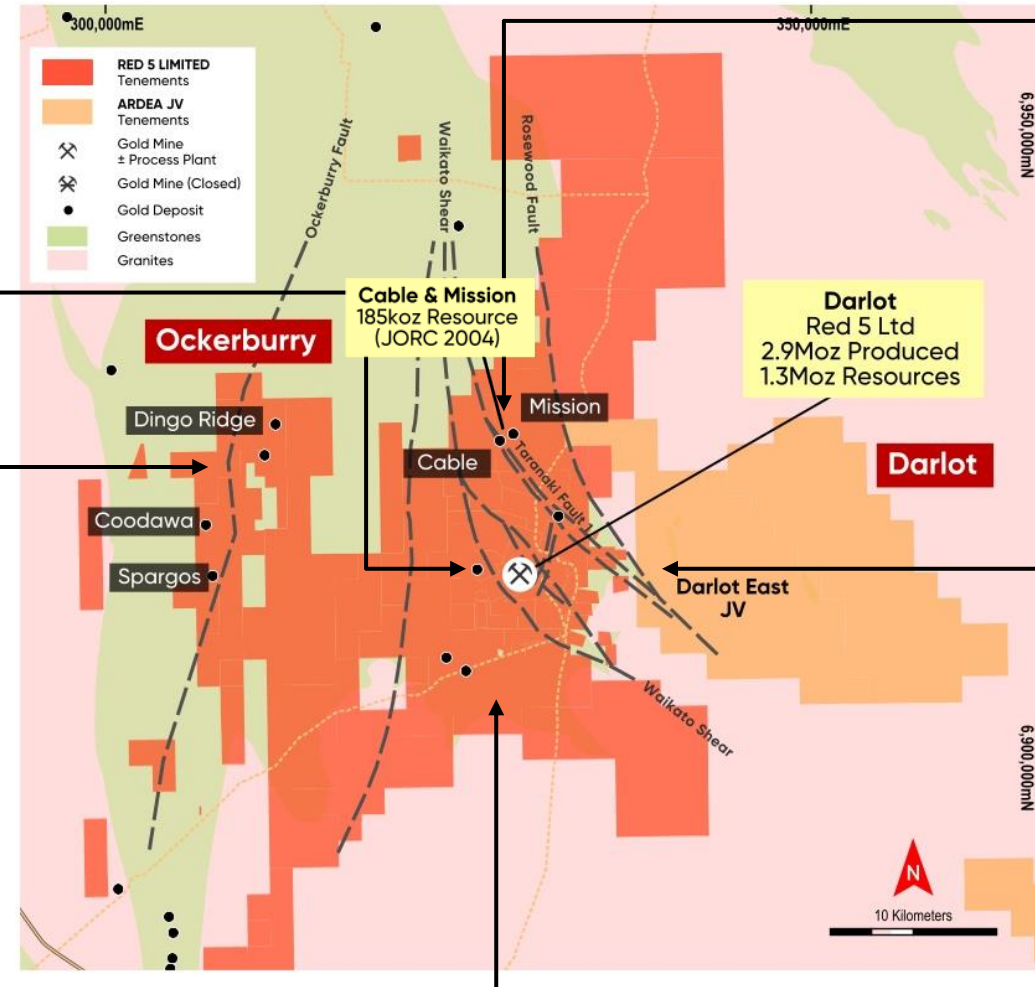 300,000mE
350,000mE
6,950,000mN
6,900,000mN
RED 5 LIMITED
Tenements
ARDEA JV
Tenements
Gold Mine
± Process Plant
Gold Mine (Closed)
Gold Deposit
Greenstones
Granites
Ockerburry Fault
Waikato Shear
Rosewood Fault
Cable & Mission
185koz Resource
(JORC 2004)
Darlot
Red 5 Ltd
2.9Moz Produced
1.3Moz Resources
Ockerburry
Dingo Ridge
Mission
Cable
Darlot
Taranaki Fault 1
Coodawa
Spargos
Darlot East
JV
Waikato Shear
N
10 Kilometers